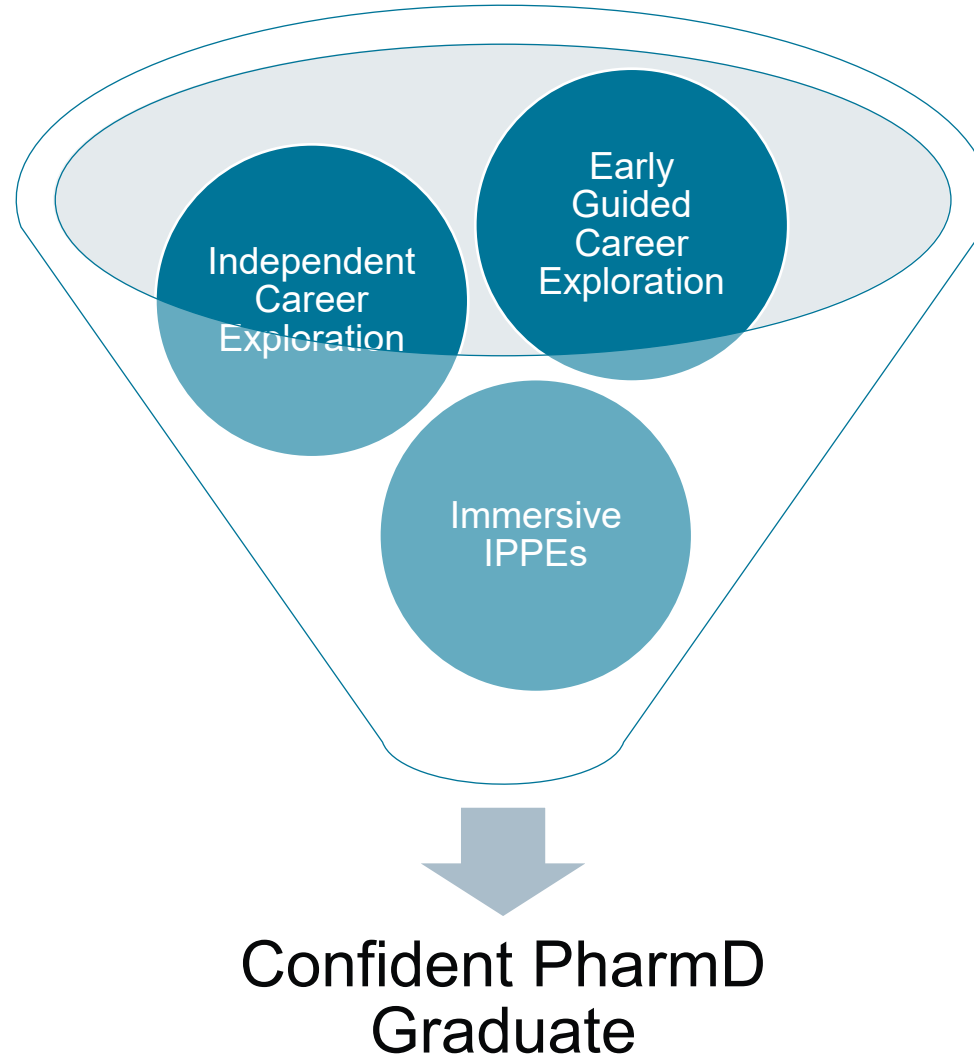 Early
Guided
Career
Exploration
Independent
Career
Exploration
Immersive
IPPEs
Confident PharmD
Graduate